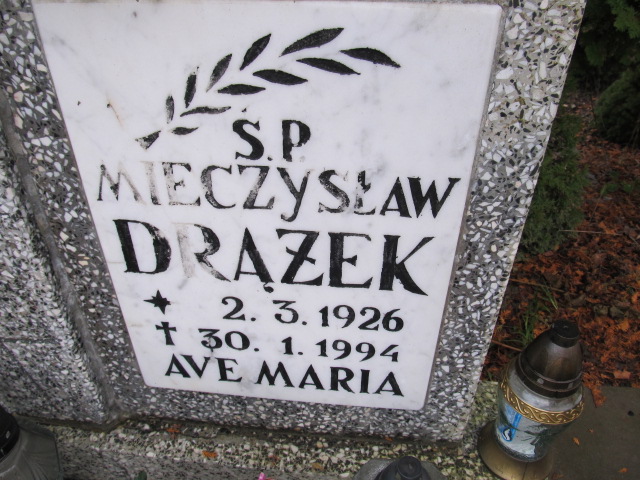 Ś.P.
MIECZYSŁAW
DRĄŻEK
2. 3. 1926
† 30. 1. 1994
AVE MARIA